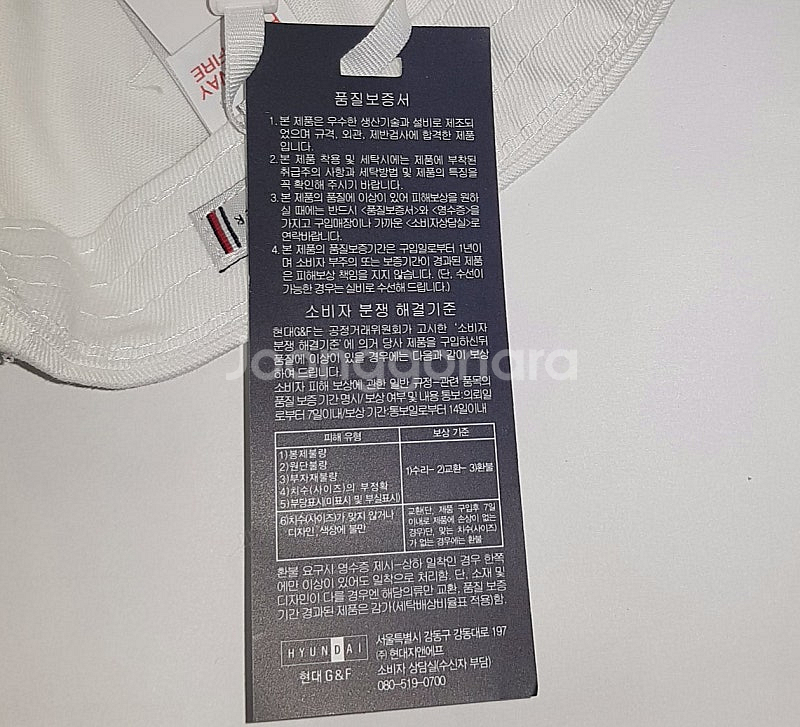 WAY
FIRE
품질보증서
1. 본 제품은 우수한 생산기술과 설비로 제조되
었으며 규격, 외관, 제반검사에 합격한 제품
입니다.
2. 본 제품 착용 및 세탁시에는 제품에 부착된
취급주의 사항과 세탁방법 및 제품의 특징을
꼭 확인해 주시기 바랍니다.
3. 본 제품의 품질에 이상이 있어 피해보상을 원하
실 때에는 반드시 <품질보증서>와 <영수증>을
가지고 구입매장이나 가까운 <소비자상담실>로
연락바랍니다.
4. 본 제품의 품질보증기간은 구입일로부터 1년이
며 소비자 부주의 또는 보증기간이 경과된 제품
은 피해보상 책임을 지지 않습니다. (단, 수선이
가능한 경우는 실비로 수선해 드립니다.)
소비자 분쟁 해결기준
현대G&F는 공정거래위원회가 고시한 '소비자
분쟁 해결기준'에 의거 당사 제품을 구입하신뒤
품질에 이상이 있을 경우에는 다음과 같이 보상
하여 드립니다.
Joonggonara
소비자 피해 보상에 관한 일반 규정-관련 품목의
품질 보증 기간 명시/ 보상 여부 및 내용 통보:의뢰일
로부터 7일이내/보상 기간:통보일로부터 14일이내
피해 유형 보상 기준
1)봉제불량
2)원단불량
3)부자재불량
4)치수(사이즈)의 부정확
5)부당표시(미표시 및 부실표시)
1)수리- 2)교환- 3)환불
6)치수(사이즈)가 맞지 않거나
디자인, 색상에 불만
교환(단, 제품 구입후 7일
이내로 제품에 손상이 없는
경우)단, 맞는 치수(사이즈)
가 없는 경우에는 환불
환불 요구시 영수증 제시-상하 일착인 경우 한쪽
에만 이상이 있어도 일착으로 처리함. 단, 소재 및
디자인이 다를 경우엔 해당의류만 교환, 품질 보증
기간 경과된 제품은 감가(세탁배상비율표 적용)함.
HYUNDAI
현대 G&F
서울특별시 강동구 강동대로 197
(주)현대지앤에프
소비자 상담실(수신자 부담)
080-519-0700